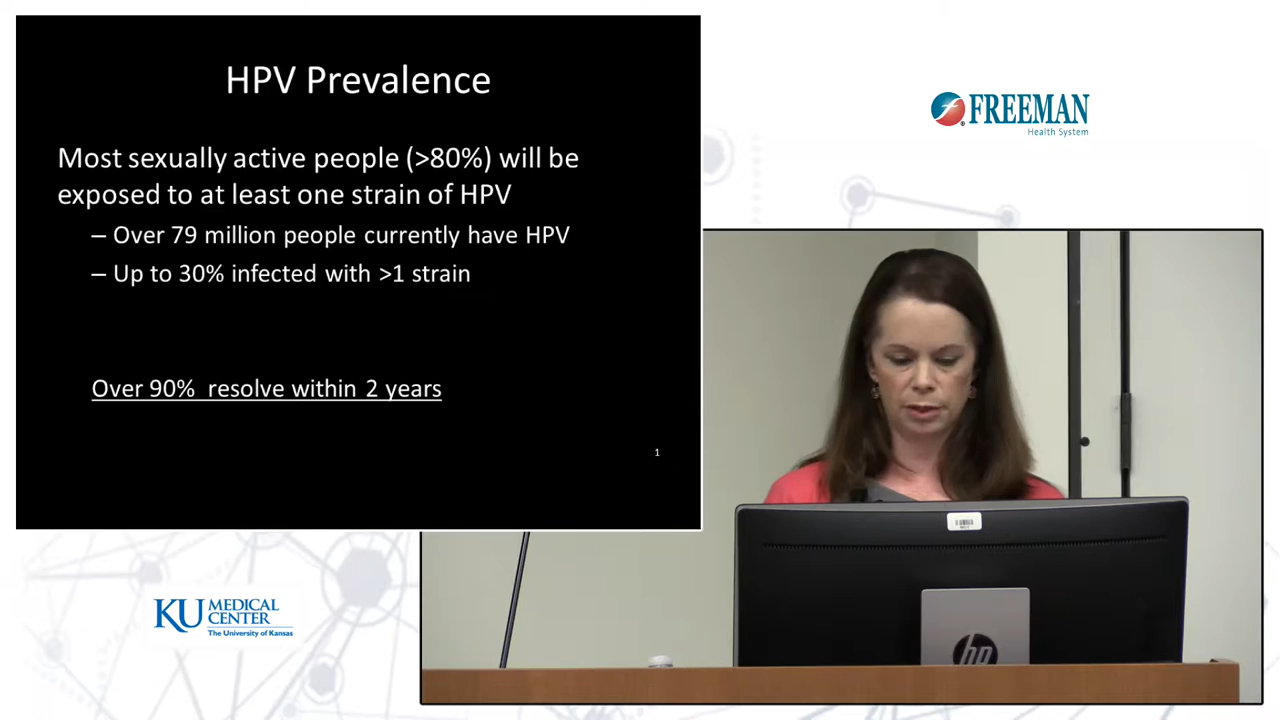 HPV Prevalence
Most sexually active people (>80%) will be
exposed to at least one strain of HPV
– Over 79 million people currently have HPV
– Up to 30% infected with >1 strain
Over 90% resolve within 2 years
1
FREEMAN
Health System
KU MEDICAL
CENTER
The University of Kansas
hp